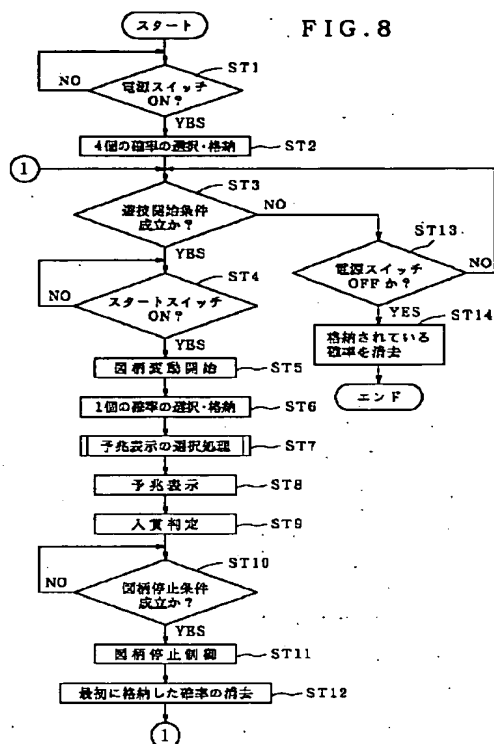 FIG.8
スタート
ST1
電源スイッチ
ON?
NO
YES
4個の確率の選択・格納
ST2
1
ST3
遊技開始条件
成立か?
NO
YES
ST4
スタートスイッチ
ON?
NO
YES
ST13
電源スイッチ
OFFか?
NO
YES
ST14
格納されている
確率を消去
エンド
図柄変動開始
ST5
1個の確率の選択・格納
ST6
予兆表示の選択処理
ST7
予兆表示
ST8
入賞判定
ST9
ST10
図柄停止条件
成立か?
NO
YES
図柄停止制御
ST11
最初に格納した確率の消去
ST12
1